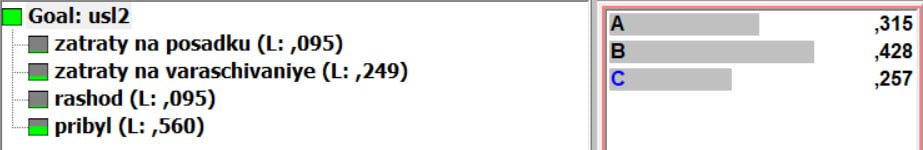 Goal: usl2
zatraty na posadku (L: ,095)
zatraty na varaschivaniye (L: ,249)
rashod (L: ,095)
pribyl (L: ,560)
A ,315
B ,428
C ,257